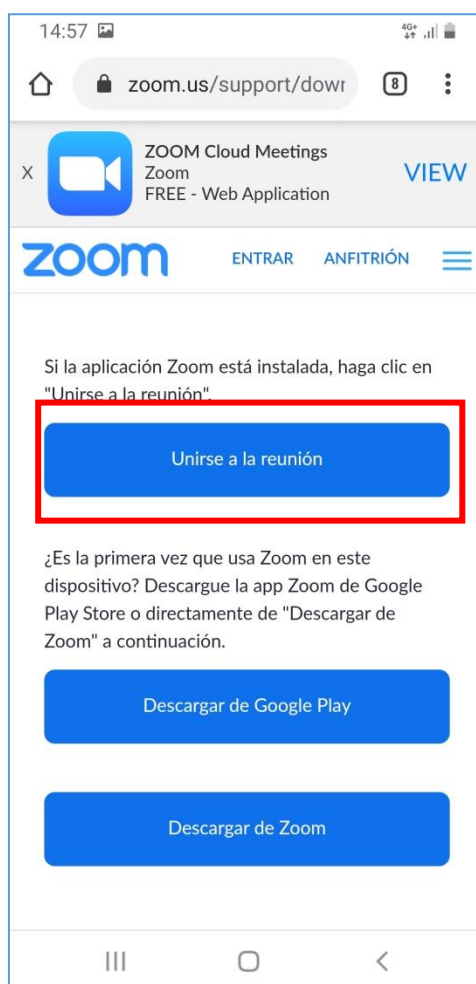 14:57 4G+
zoom.us/support/dowr 8
X ZOOM Cloud Meetings
Zoom
FREE - Web Application
VIEW
zoom ENTRAR ANFITRIÓN
Si la aplicación Zoom está instalada, haga clic en
"Unirse a la reunión".
Unirse a la reunión
¿Es la primera vez que usa Zoom en este
dispositivo? Descargue la app Zoom de Google
Play Store o directamente de "Descargar de
Zoom" a continuación.
Descargar de Google Play
Descargar de Zoom